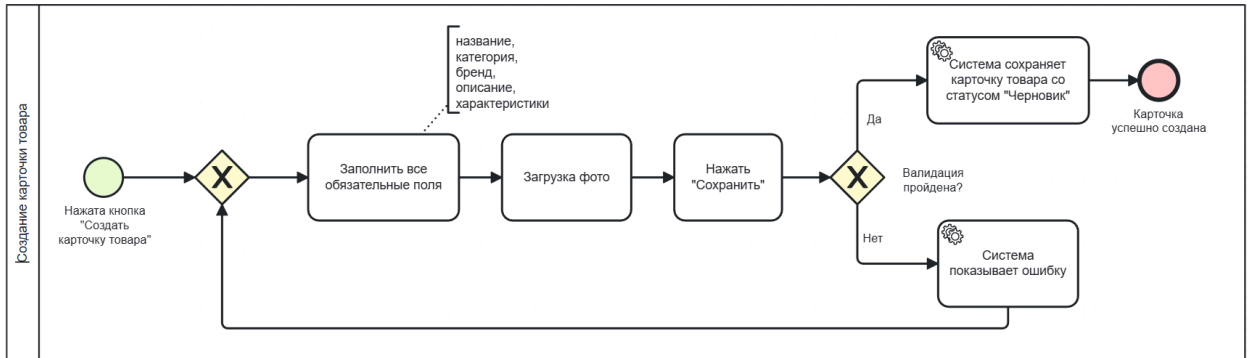 Создание карточки товара
Нажата кнопка
"Создать
карточку товара"
название,
категория,
бренд,
описание,
характеристики
Заполнить все
обязательные поля
Загрузка фото
Нажать
"Сохранить"
Валидация
пройдена?
Да
Система сохраняет
карточку товара со
статусом "Черновик"
Карточка
успешно создана
Нет
Система
показывает ошибку